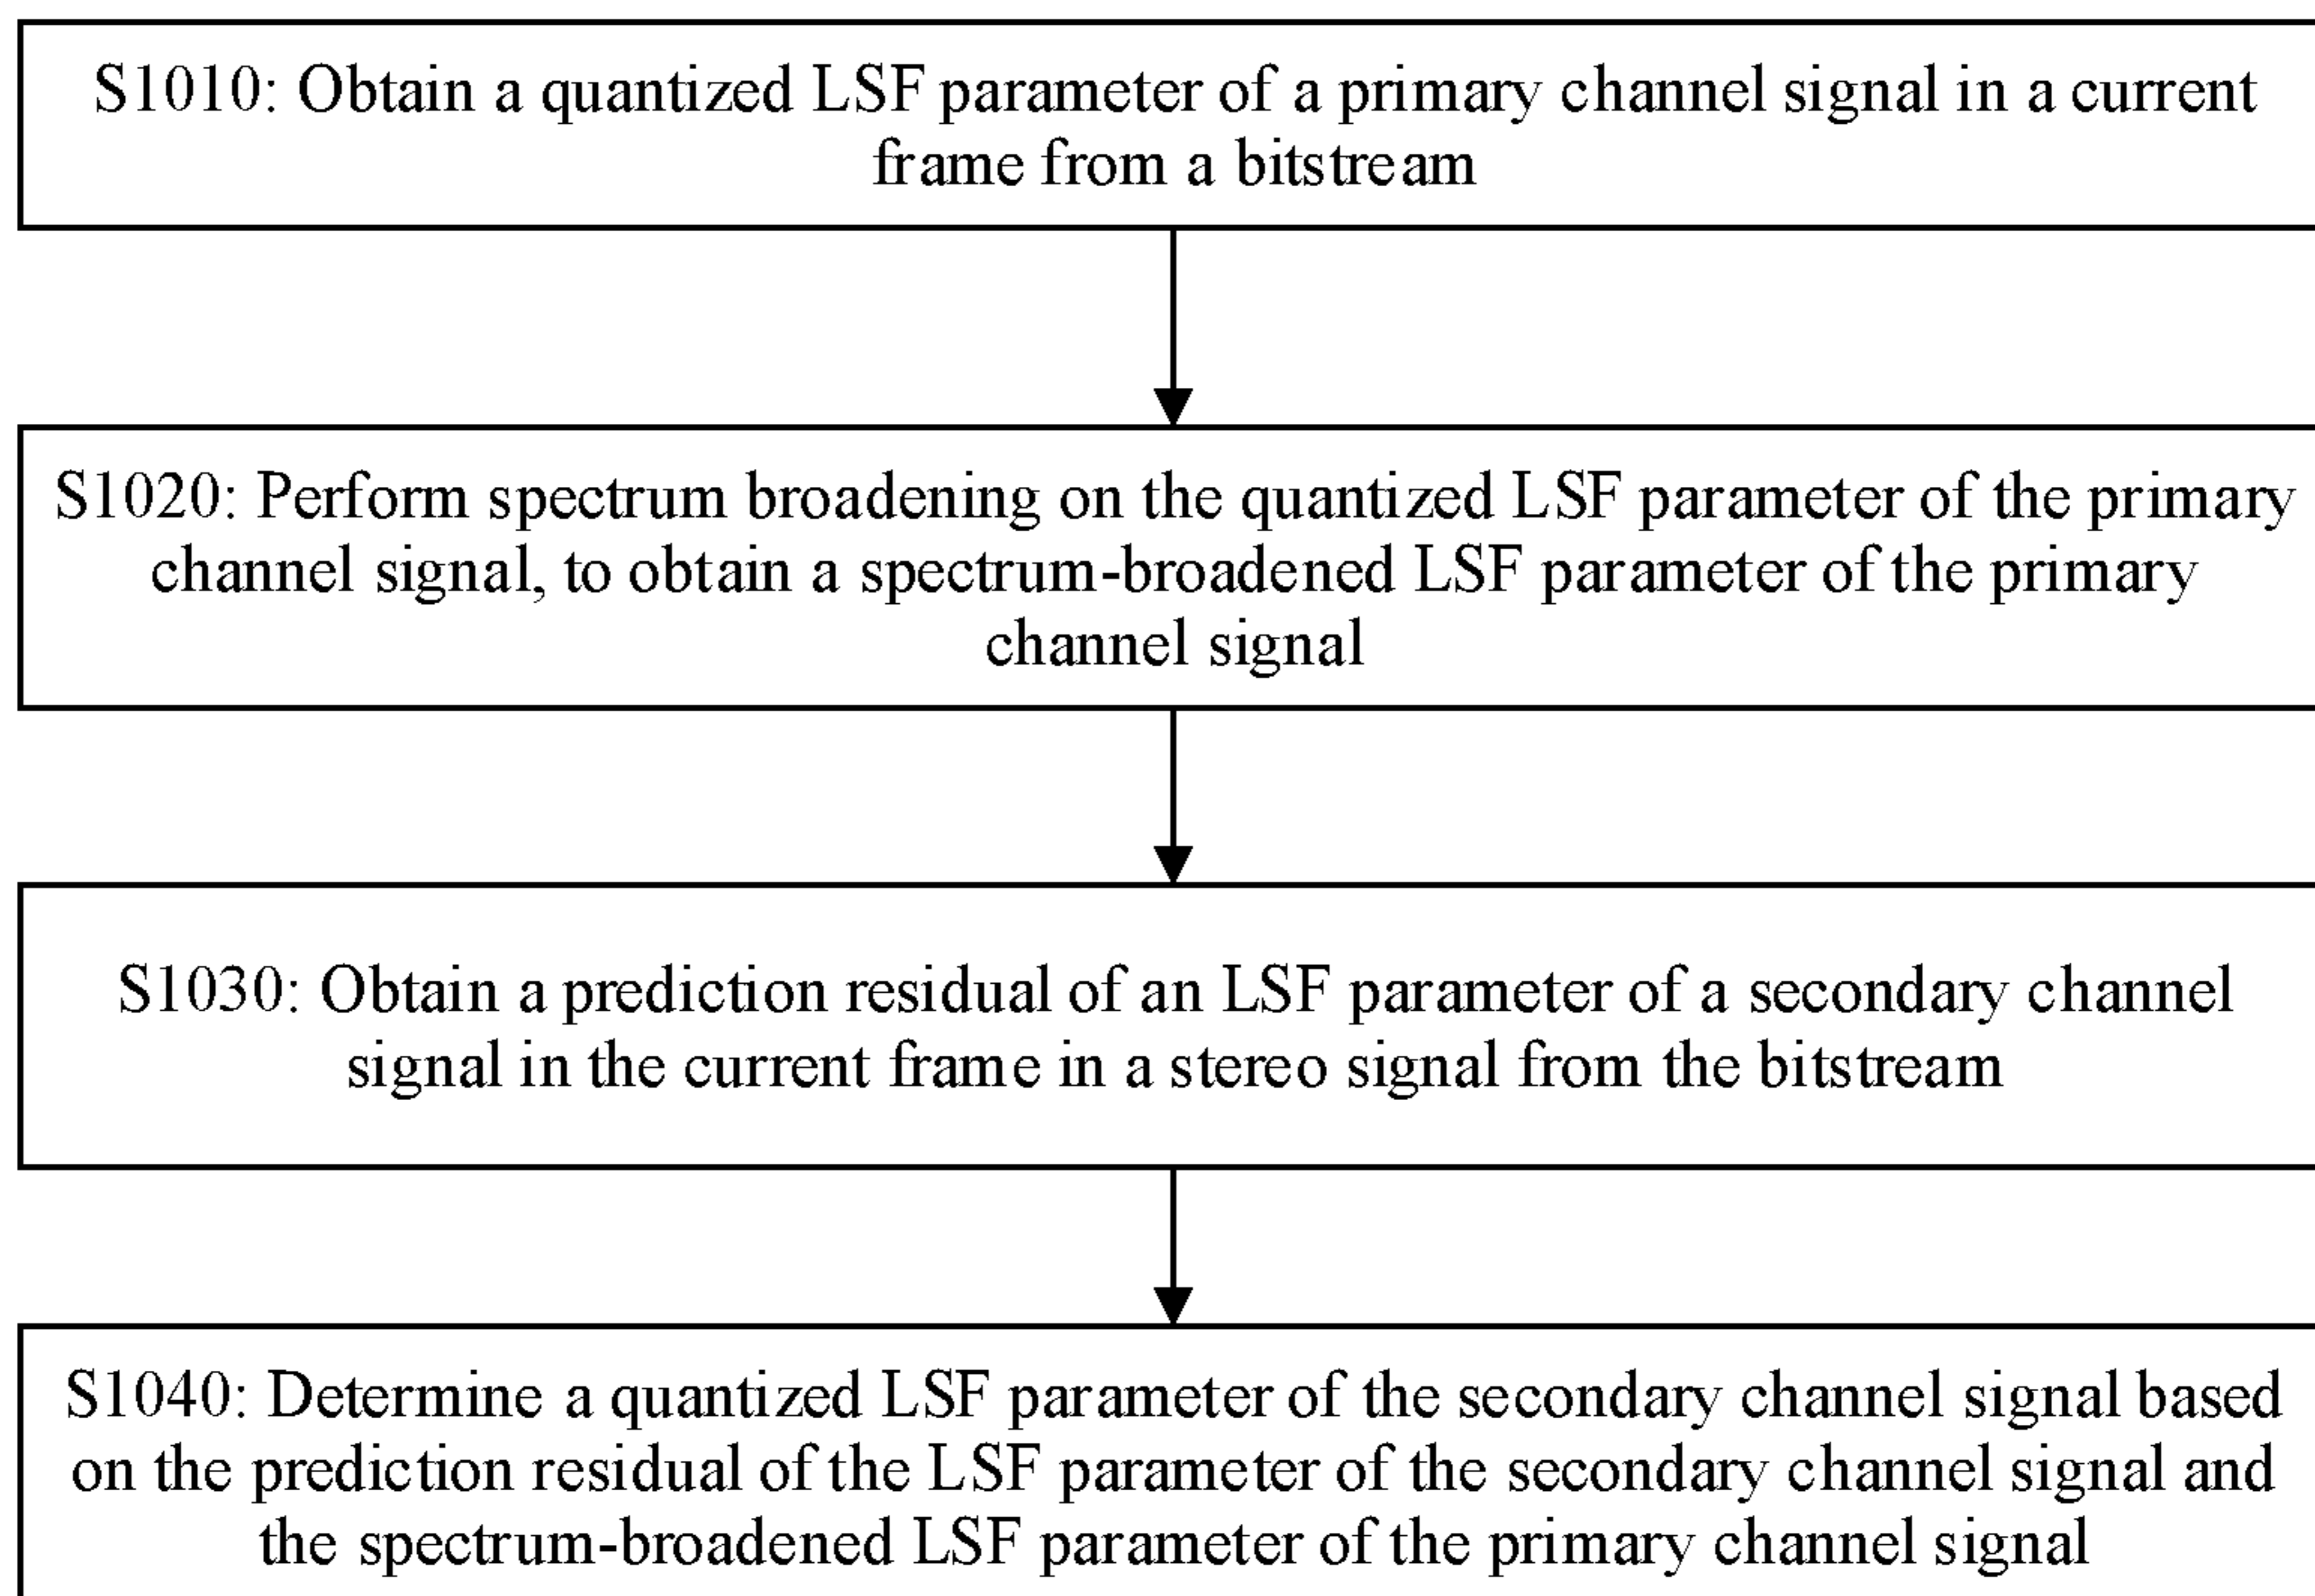 S1010: Obtain a quantized LSF parameter of a primary channel signal in a current
frame from a bitstream
S1020: Perform spectrum broadening on the quantized LSF parameter of the primary
channel signal, to obtain a spectrum-broadened LSF parameter of the primary
channel signal
S1030: Obtain a prediction residual of an LSF parameter of a secondary channel
signal in the current frame in a stereo signal from the bitstream
S1040: Determine a quantized LSF parameter of the secondary channel signal based
on the prediction residual of the LSF parameter of the secondary channel signal and
the spectrum-broadened LSF parameter of the primary channel signal